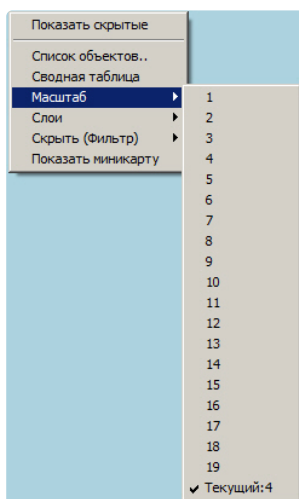 Показать скрытые
Список объектов..
Сводная таблица
Масштаб
Слои
Скрыть (Фильтр)
Показать миникарту
1
2
3
4
5
6
7
8
9
10
11
12
13
14
15
16
17
18
19
Текущий:4